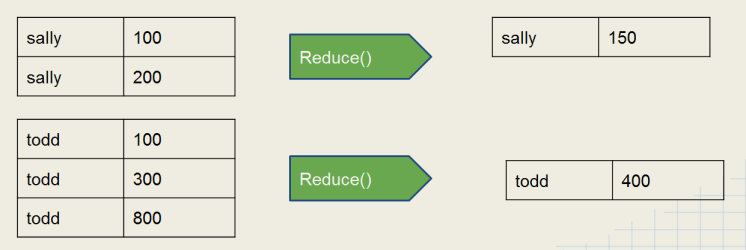 sally 100
sally 200
Reduce()
sally 150
todd 100
todd 300
todd 800
Reduce()
todd 400